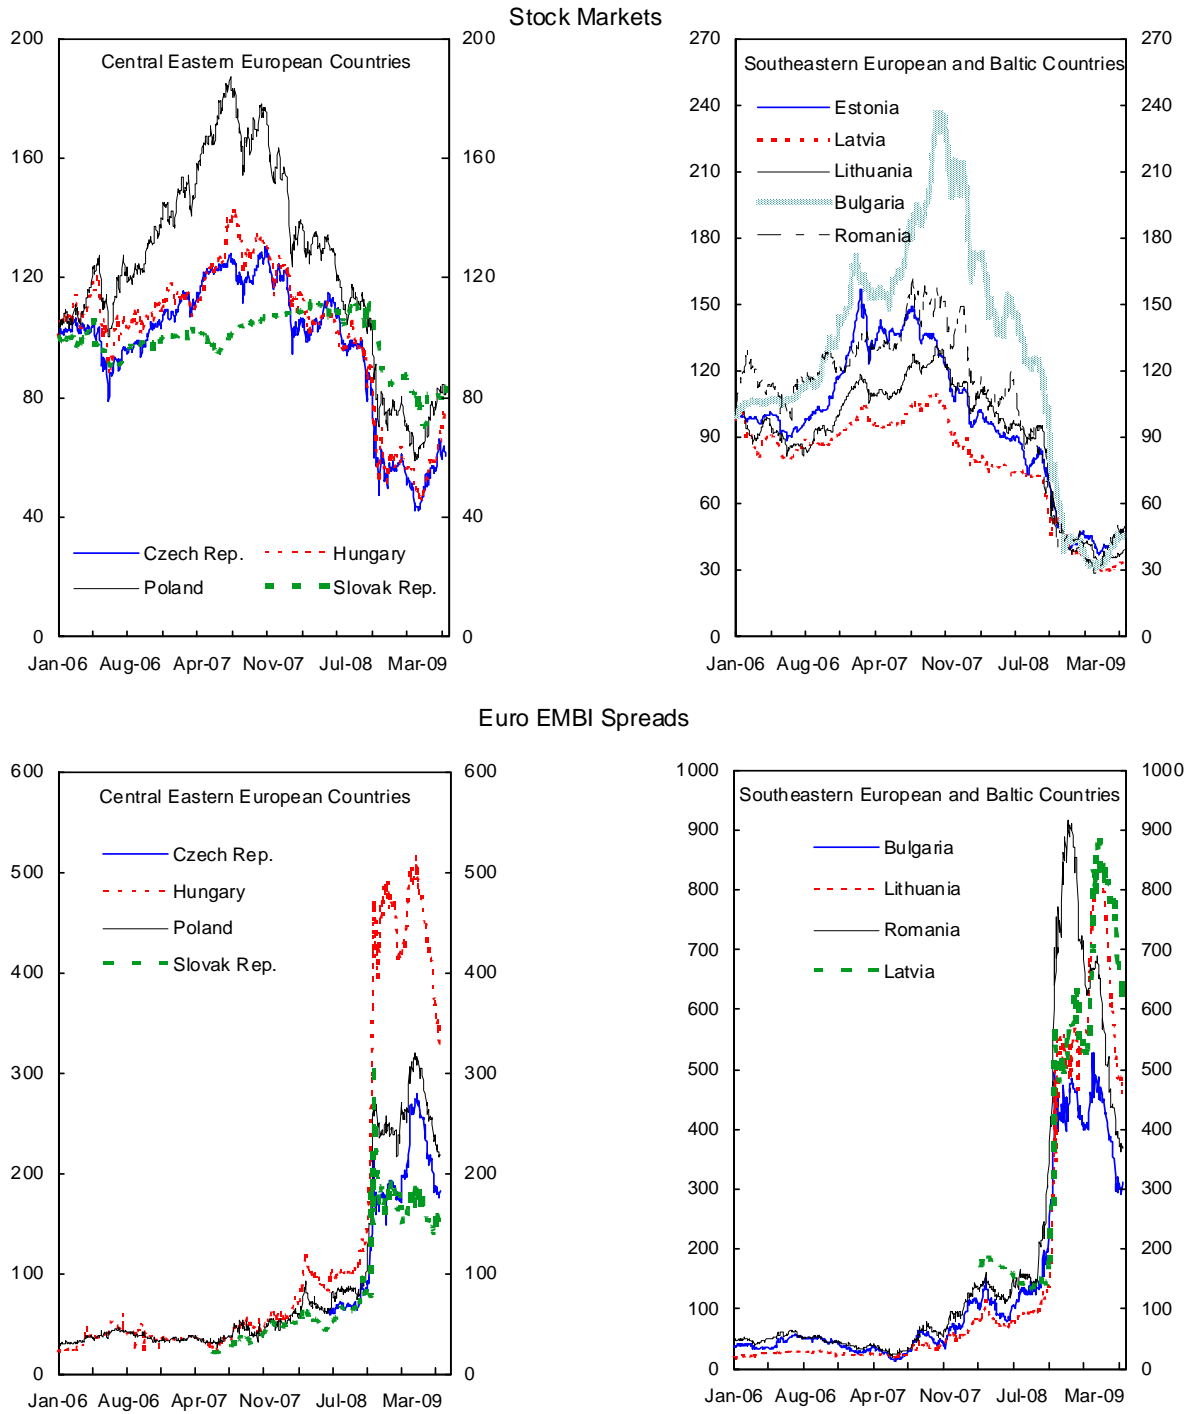 Stock Markets
200 200 270 270
Central Eastern European Countries
Southeastern European and Baltic Countries
240 240
Estonia
160 160
Latvia
210 210
Lithuania
Bulgaria
180 180
Romania
120 120
150 150
120 120
80 80
90 90
60 60
40 40
Czech Rep. Hungary
30 30
Poland Slovak Rep.
0 0 0 0
Jan-06 Aug-06 Apr-07 Nov-07 Jul-08 Mar-09
Jan-06 Aug-06 Apr-07 Nov-07 Jul-08 Mar-09
Euro EMBI Spreads
600 600 1000 1000
Central Eastern European Countries
Southeastern European and Baltic Countries
900 900
Czech Rep.
Bulgaria
500 500
Hungary
Lithuania
800 800
Poland
Romania
Slovak Rep.
Latvia
400 400
700 700
600 600
300 300
500 500
400 400
200 200
300 300
100 100
200 200
100 100
0 0 0 0
Jan-06 Aug-06 Apr-07 Nov-07 Jul-08 Mar-09
Jan-06 Aug-06 Apr-07 Nov-07 Jul-08 Mar-09